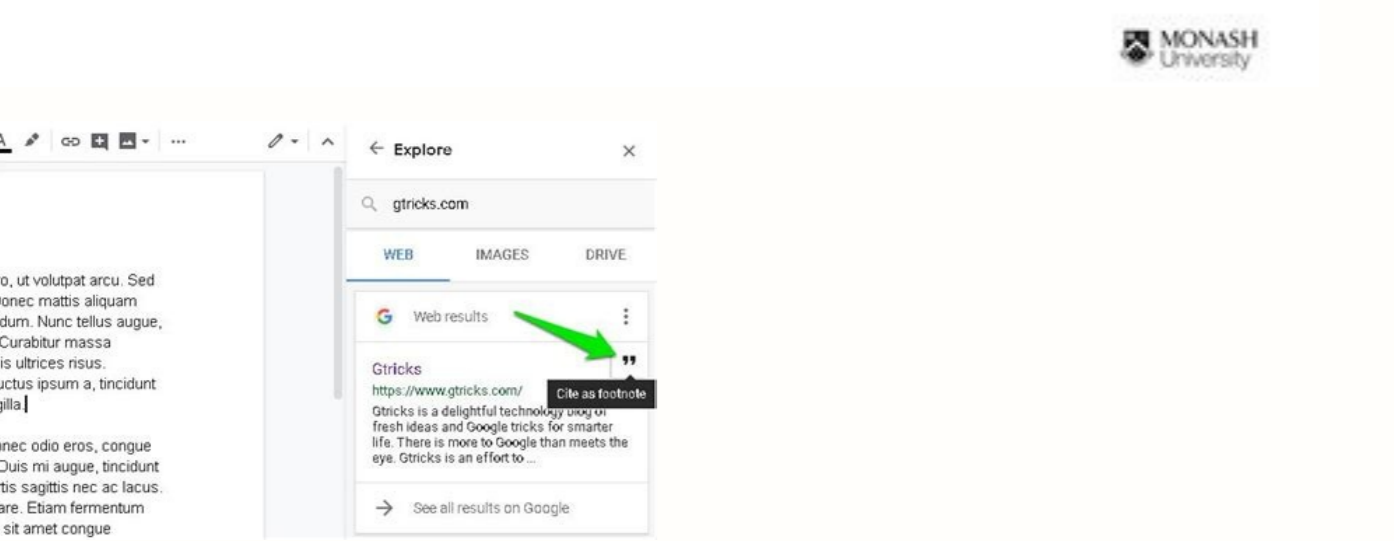 MONASH
University
A
Explore
gtricks.com
WEB IMAGES DRIVE
o, ut volutpat arcu. Sed
onec mattis aliquam
dum. Nunc tellus augue,
Curabitur massa
is ultrices risus.
uctus ipsum a, tincidunt
gilla.
unec odio eros, congue
Duis mi augue, tincidunt
tis sagittis nec ac lacus.
are. Etiam fermentum
sit amet congue
Web results
Gtricks
https://www.gtricks.com/
Cite as footnote
Gtricks is a delightful technology blog of
fresh ideas and Google tricks for smarter
life. There is more to Google than meets the
eye. Gtricks is an effort to ...
See all results on Google